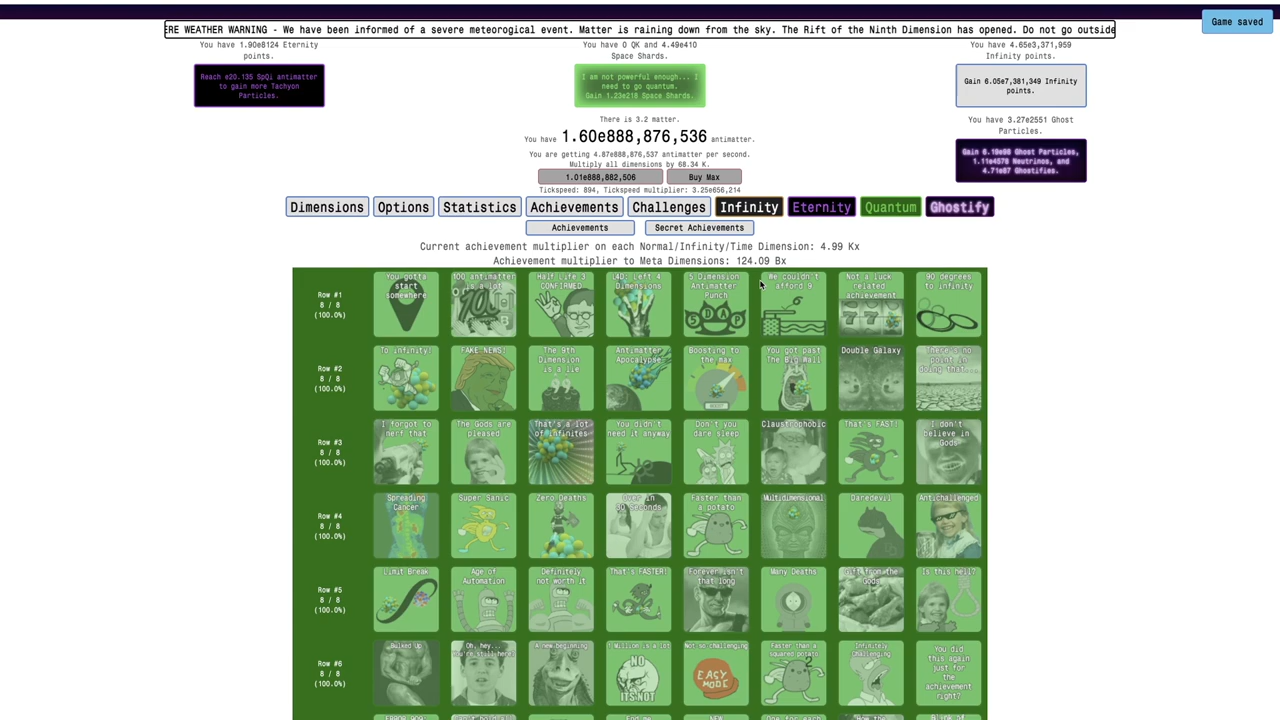 Game saved
ERE WEATHER WARNING - We have been informed of a severe meteorogical event. Matter is raining down from the sky. The Rift of the Ninth Dimension has opened. Do not go outside
You have 1.90e8124 Eternity
points.
Reach e20.135 SpQi antimatter
to gain more Tachyon
Particles.
You have 0 QK and 4.49e410
Space Shards.
I am not powerful enough... I
need to go quantum.
Gain 1.23e218 Space Shards.
You have 4.65e3,371,959
Infinity points.
Gain 6.05e7,381,349 Infinity
points.
You have 3.27e2551 Ghost
Particles.
Gain 6.19e98 Ghost Particles,
1.11e4578 Neutrinos, and
4.71e87 Ghostifies.
There is 3.2 matter.
You have 1.60e888,876,536 antimatter.
You are getting 4.87e888,876,537 antimatter per second.
Multiply all dimensions by 68.34 K.
1.01e888,882,506 Buy Max
Tickspeed: 894, Tickspeed multiplier: 3.25e656,214
Dimensions Options Statistics Achievements Challenges Infinity Eternity Quantum Ghostify
Achievements Secret Achievements
Current achievement multiplier on each Normal/Infinity/Time Dimension: 4.99 Kx
Achievement multiplier to Meta Dimensions: 124.09 Bx
Row #1
8 / 8
(100.0%)
You gotta
start
somewhere
100 antimatter
is a lot
Half Life 3
CONFIRMED
L4D: Left 4
Dimensions
5 Dimension
Antimatter
Punch
5DAP
We couldn't
afford 9
Not a luck
related
achievement
90 degrees
to infinity
Row #2
8 / 8
(100.0%)
To infinity!
FAKE NEWS!
The 9th
Dimension
is a lie
99
Antimatter
Apocalypse
Boosting to
the max
You got past
The Big Wall
Double Galaxy
There's no
point in
doing that...
Row #3
8 / 8
(100.0%)
I forgot to
nerf that
The Gods are
pleased
That's a lot
of infinites
You didn't
need it anyway
Don't you
dare sleep
Claustrophobic
That's FAST!
I don't
believe in
Gods
Row #4
8 / 8
(100.0%)
Spreading
Cancer
Super Sanic
Zero Deaths
Over in
30 Seconds
Faster than
a potato
Multidimensional
Daredevil
Antichallenged
Row #5
8 / 8
(100.0%)
Limit Break
Age of
Automation
Definitely
not worth it
That's FASTER!
Forever isn't
that long
Many Deaths
Gift from the
Gods
Is this hell?
Row #6
8 / 8
(100.0%)
Bulked Up
Oh, hey...
You're still here?
A new beginning
1 Million is a lot
NO
ITS NOT
Not so challenging
EASY
MODE
Faster than a
squared potato
2
Infinitely
Challenging
You did
this again
just for
the
achievement
right?